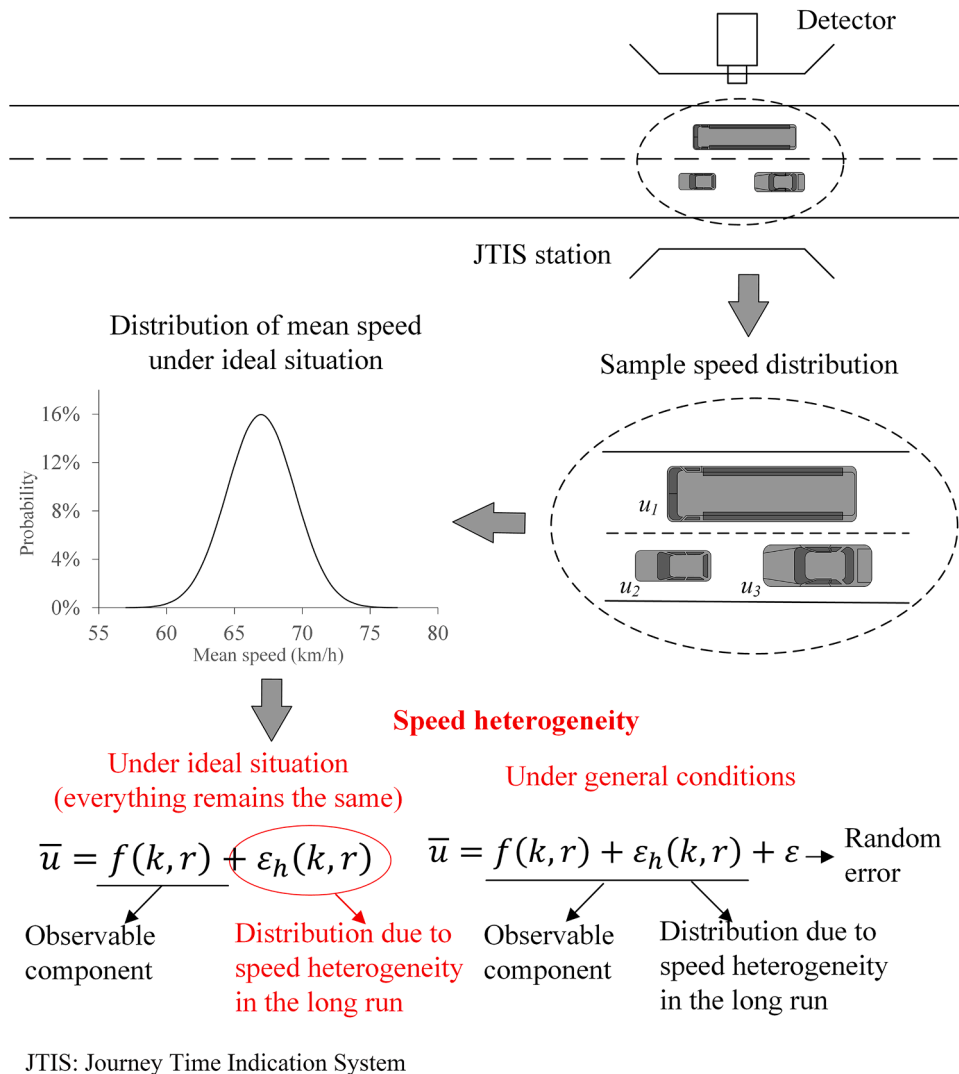 Detector
JTIS station
Distribution of mean speed
under ideal situation
Sample speed distribution
16%
12%
8%
4%
0%
Probability
55 60 65 70 75 80
Mean speed (km/h)
u₁
u₂ u₃
Speed heterogeneity
Under ideal situation
(everything remains the same)
Under general conditions
u̅ = f(k, r) + εₕ(k, r)
u̅ = f(k, r) + εₕ(k, r) + ε
Random
error
Observable
component
Distribution due to
speed heterogeneity
in the long run
Observable
component
Distribution due to
speed heterogeneity
in the long run
JTIS: Journey Time Indication System